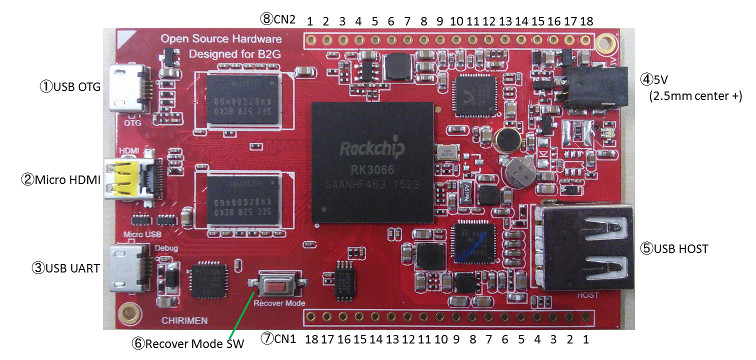 ⑧CN2 1 2 3 4 5 6 7 8 9 10 11 12 13 14 15 16 17 18
Open Source Hardware
Designed for B2G
①USB OTG
OTG
④5V
(2.5mm center +)
Rockchip
RK3066
SAANHF463 1523
HDMI
②Micro HDMI
Micro USB
Debug
③USB UART
⑤USB HOST
HOST
Recover Mode
CHIRIMEN
⑥Recover Mode SW
⑦CN1 18 17 16 15 14 13 12 11 10 9 8 7 6 5 4 3 2 1